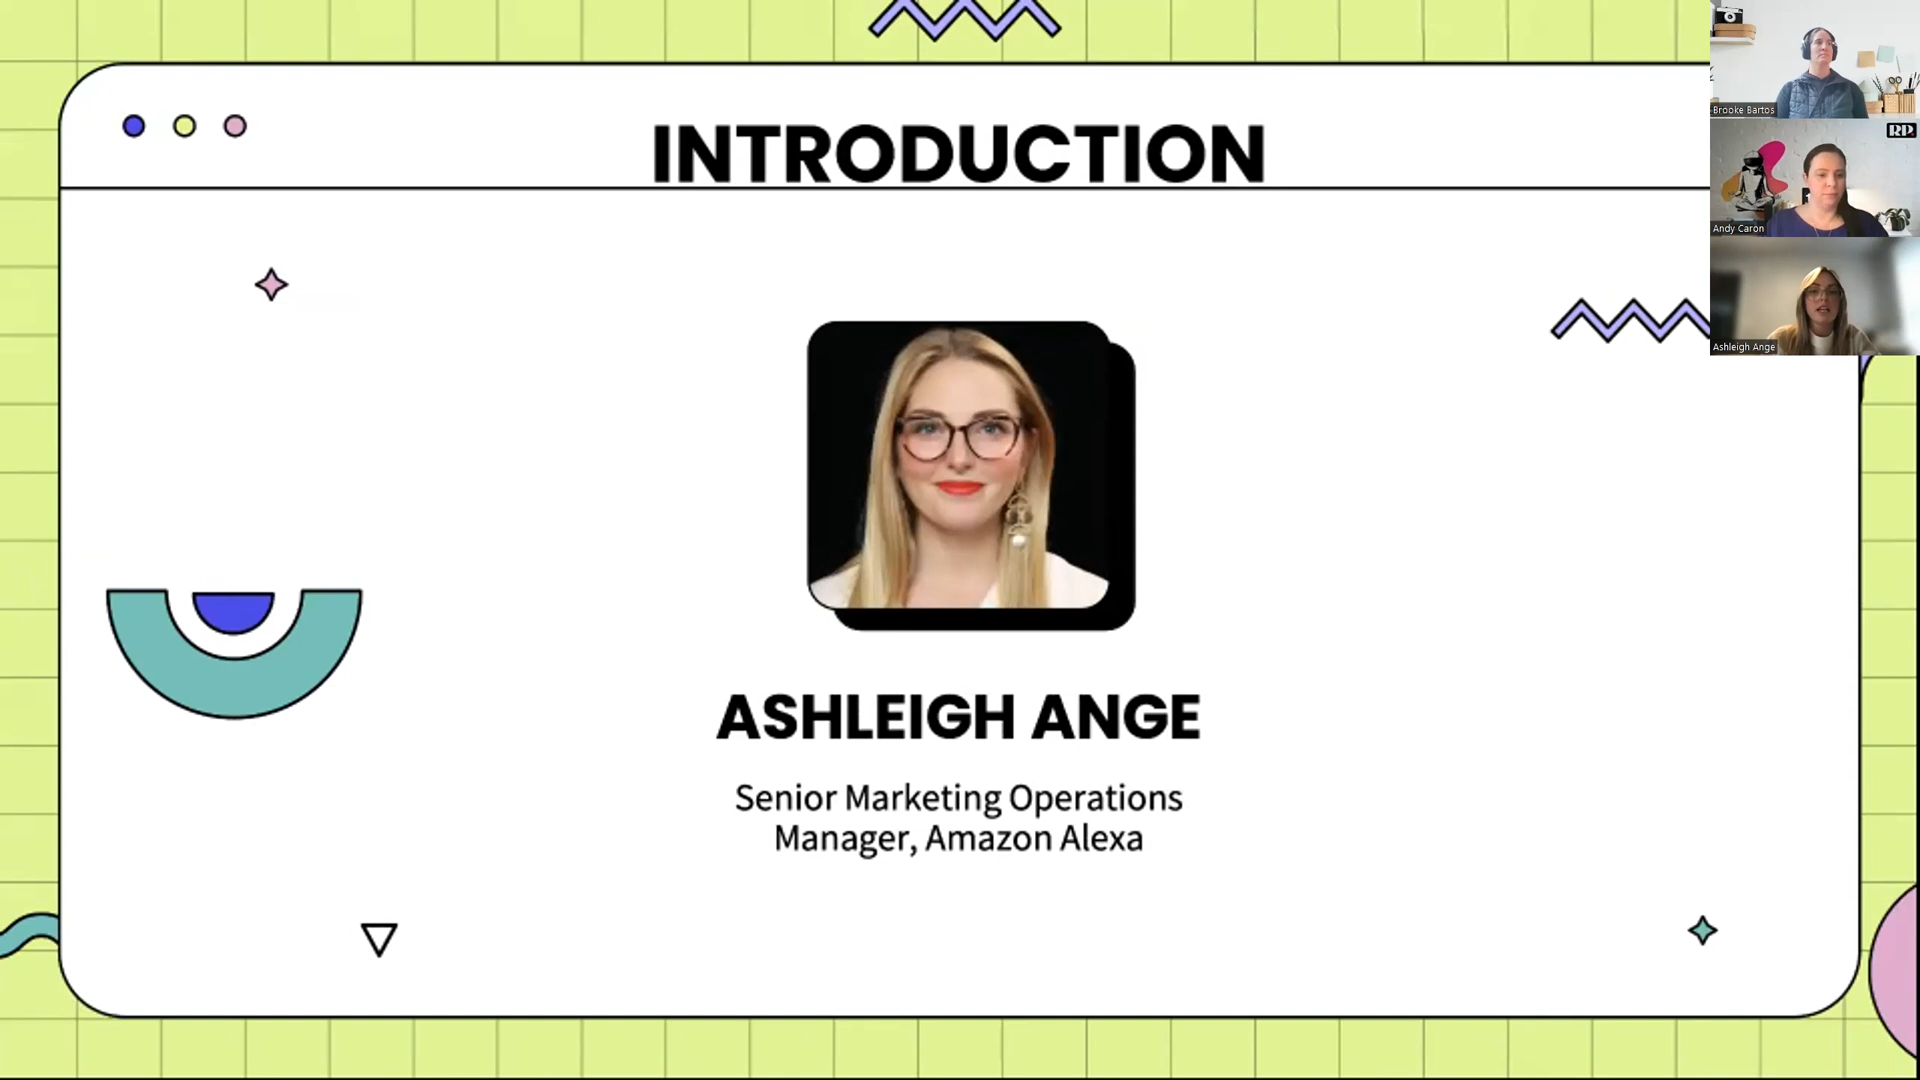 INTRODUCTION
ASHLEIGH ANGE
Senior Marketing Operations
Manager, Amazon Alexa
Brooke Bartos
RP
Andy Caron
Ashleigh Ange